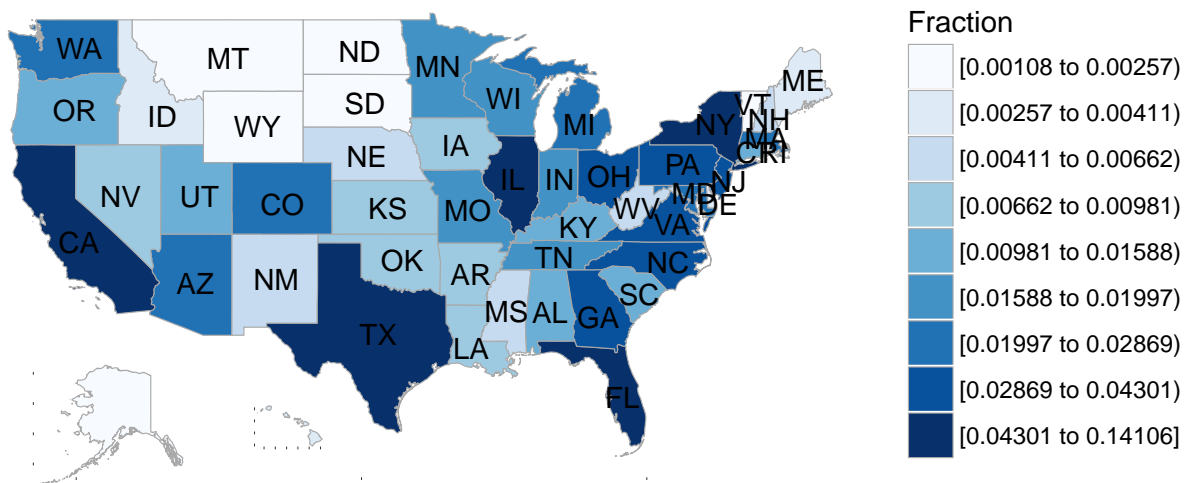 WA
MT
ND
MN
ME
OR
ID
SD
WI
VT
NH
WY
MI
NY
MA
CT
RI
IA
NE
PA
NV
UT
CO
IL
IN
OH
NJ
MD
DE
KS
MO
WV
VA
KY
CA
OK
TN
NC
AZ
NM
AR
SC
MS
AL
GA
TX
LA
FL
Fraction
[0.00108 to 0.00257)
[0.00257 to 0.00411)
[0.00411 to 0.00662)
[0.00662 to 0.00981)
[0.00981 to 0.01588)
[0.01588 to 0.01997)
[0.01997 to 0.02869)
[0.02869 to 0.04301)
[0.04301 to 0.14106]